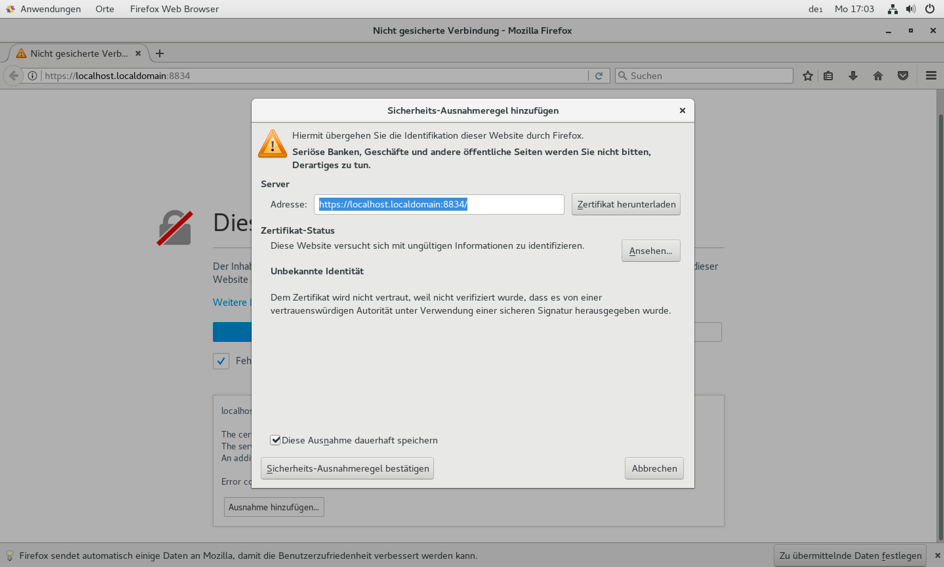 Anwendungen Orte Firefox Web Browser de₁ Mo 17:03
Nicht gesicherte Verbindung - Mozilla Firefox
Nicht gesicherte Verb...
https://localhost.localdomain:8834
Suchen
Sicherheits-Ausnahmeregel hinzufügen
Hiermit übergehen Sie die Identifikation dieser Website durch Firefox.
Seriöse Banken, Geschäfte und andere öffentliche Seiten werden Sie nicht bitten,
Derartiges zu tun.
Server
Adresse: https://localhost.localdomain:8834/ Zertifikat herunterladen
Zertifikat-Status
Diese Website versucht sich mit ungültigen Informationen zu identifizieren.
Ansehen...
Unbekannte Identität
Dem Zertifikat wird nicht vertraut, weil nicht verifiziert wurde, dass es von einer
vertrauenswürdigen Autorität unter Verwendung einer sicheren Signatur herausgegeben wurde.
Diese Ausnahme dauerhaft speichern
Sicherheits-Ausnahmeregel bestätigen Abbrechen
Dies
Der Inhal dieser
Website
Weitere
Feh
localhos
The cer
The ser
An addi
Error co
Ausnahme hinzufügen...
Firefox sendet automatisch einige Daten an Mozilla, damit die Benutzerzufriedenheit verbessert werden kann.
Zu übermittelnde Daten festlegen